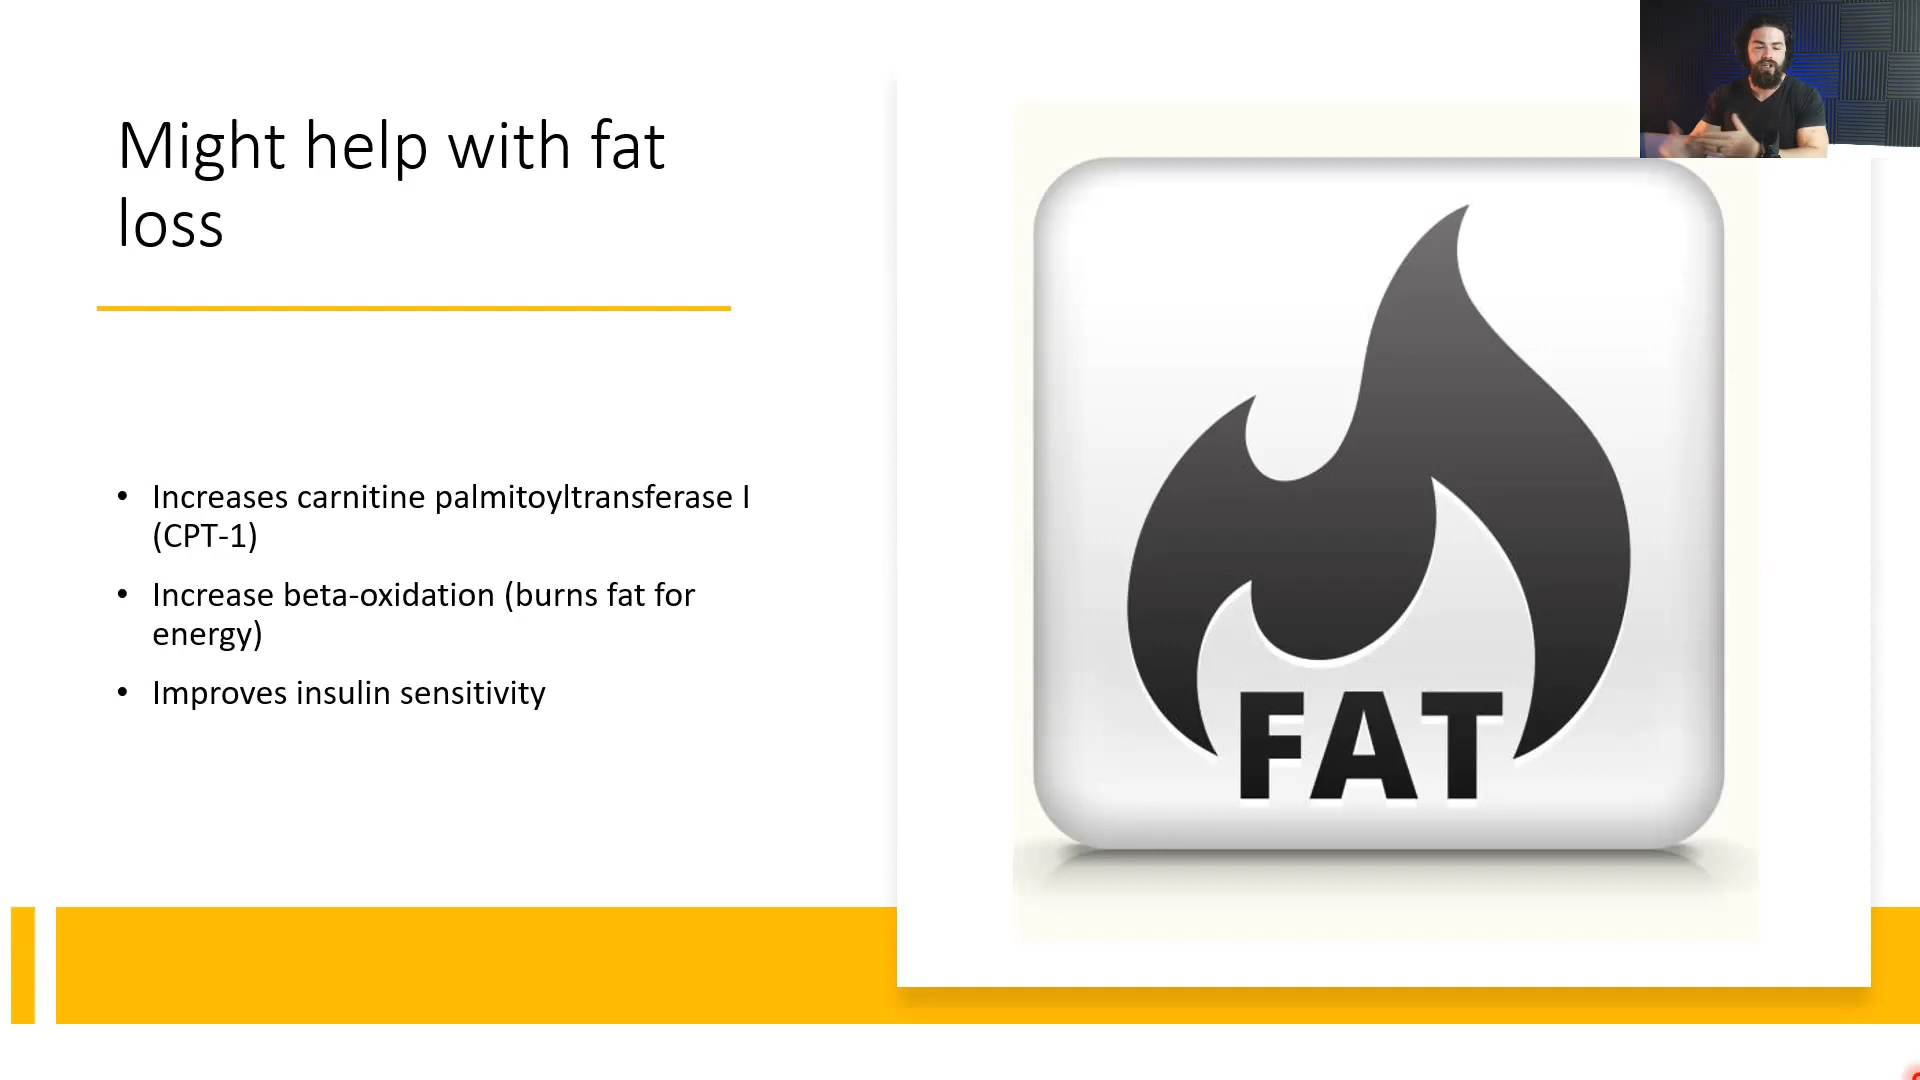 Might help with fat
loss
• Increases carnitine palmitoyltransferase I
(CPT-1)
• Increase beta-oxidation (burns fat for
energy)
• Improves insulin sensitivity
FAT